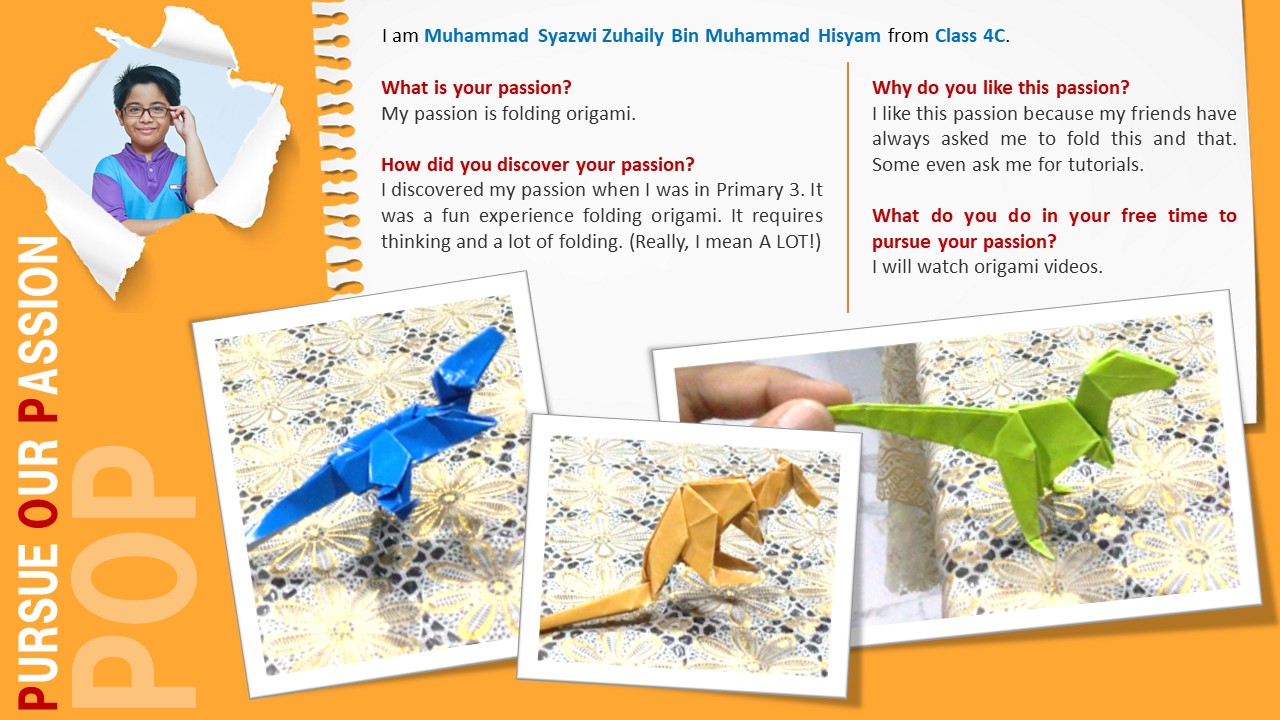 I am Muhammad Syazwi Zuhaily Bin Muhammad Hisyam from Class 4C.
What is your passion?
My passion is folding origami.
How did you discover your passion?
I discovered my passion when I was in Primary 3. It
was a fun experience folding origami. It requires
thinking and a lot of folding. (Really, I mean A LOT!)
Why do you like this passion?
I like this passion because my friends have
always asked me to fold this and that.
Some even ask me for tutorials.
What do you do in your free time to
pursue your passion?
I will watch origami videos.
PURSUE OUR PASSION
POP